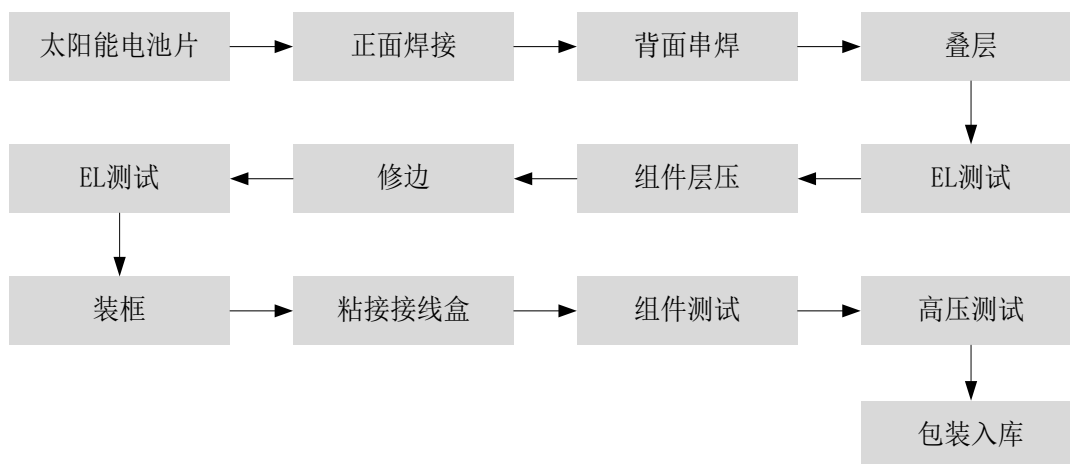 太阳能电池片
正面焊接
背面串焊
叠层
EL测试
组件层压
修边
EL测试
装框
粘接接线盒
组件测试
高压测试
包装入库